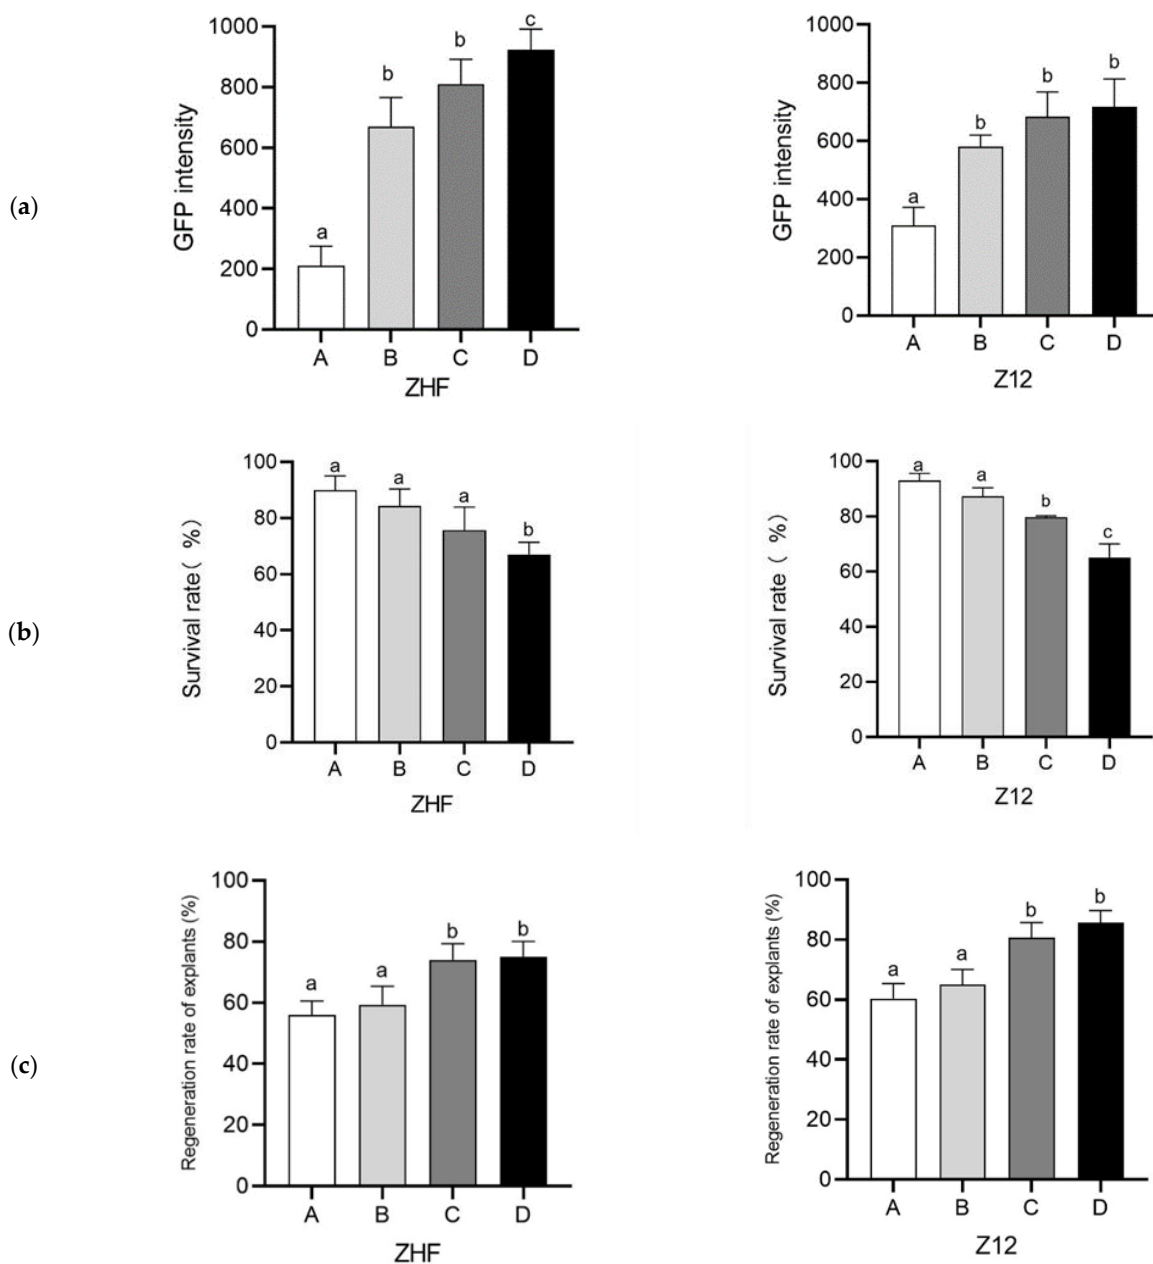 (a)
GFP intensity
1000
800
600
400
200
0
a
b
b
c
A B C D
ZHF
GFP intensity
1000
800
600
400
200
0
a
b
b
b
A B C D
Z12
(b)
Survival rate( %)
100
80
60
40
20
0
a
a
a
b
A B C D
ZHF
Survival rate ( %)
100
80
60
40
20
0
a
a
b
c
A B C D
Z12
(c)
Regeneration rate of explants (%)
100
80
60
40
20
0
a
a
b
b
A B C D
ZHF
Regeneration rate of explants (%)
100
80
60
40
20
0
a
a
b
b
A B C D
Z12